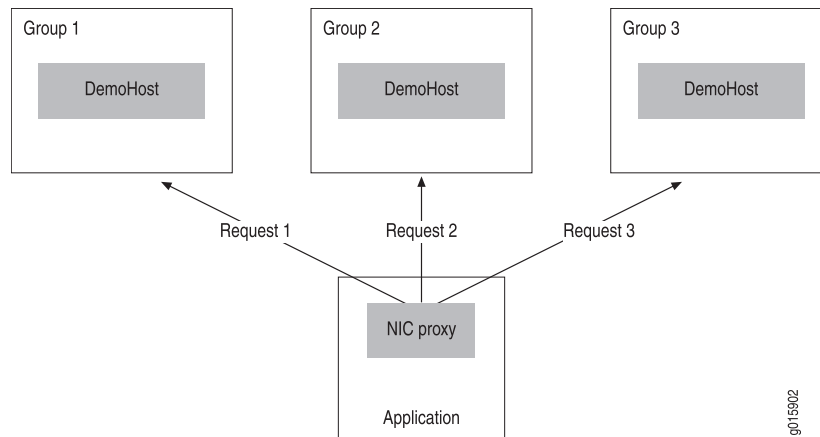 Group 1
Group 2
Group 3
DemoHost
DemoHost
DemoHost
Request 1
Request 2
Request 3
NIC proxy
Application
g015902